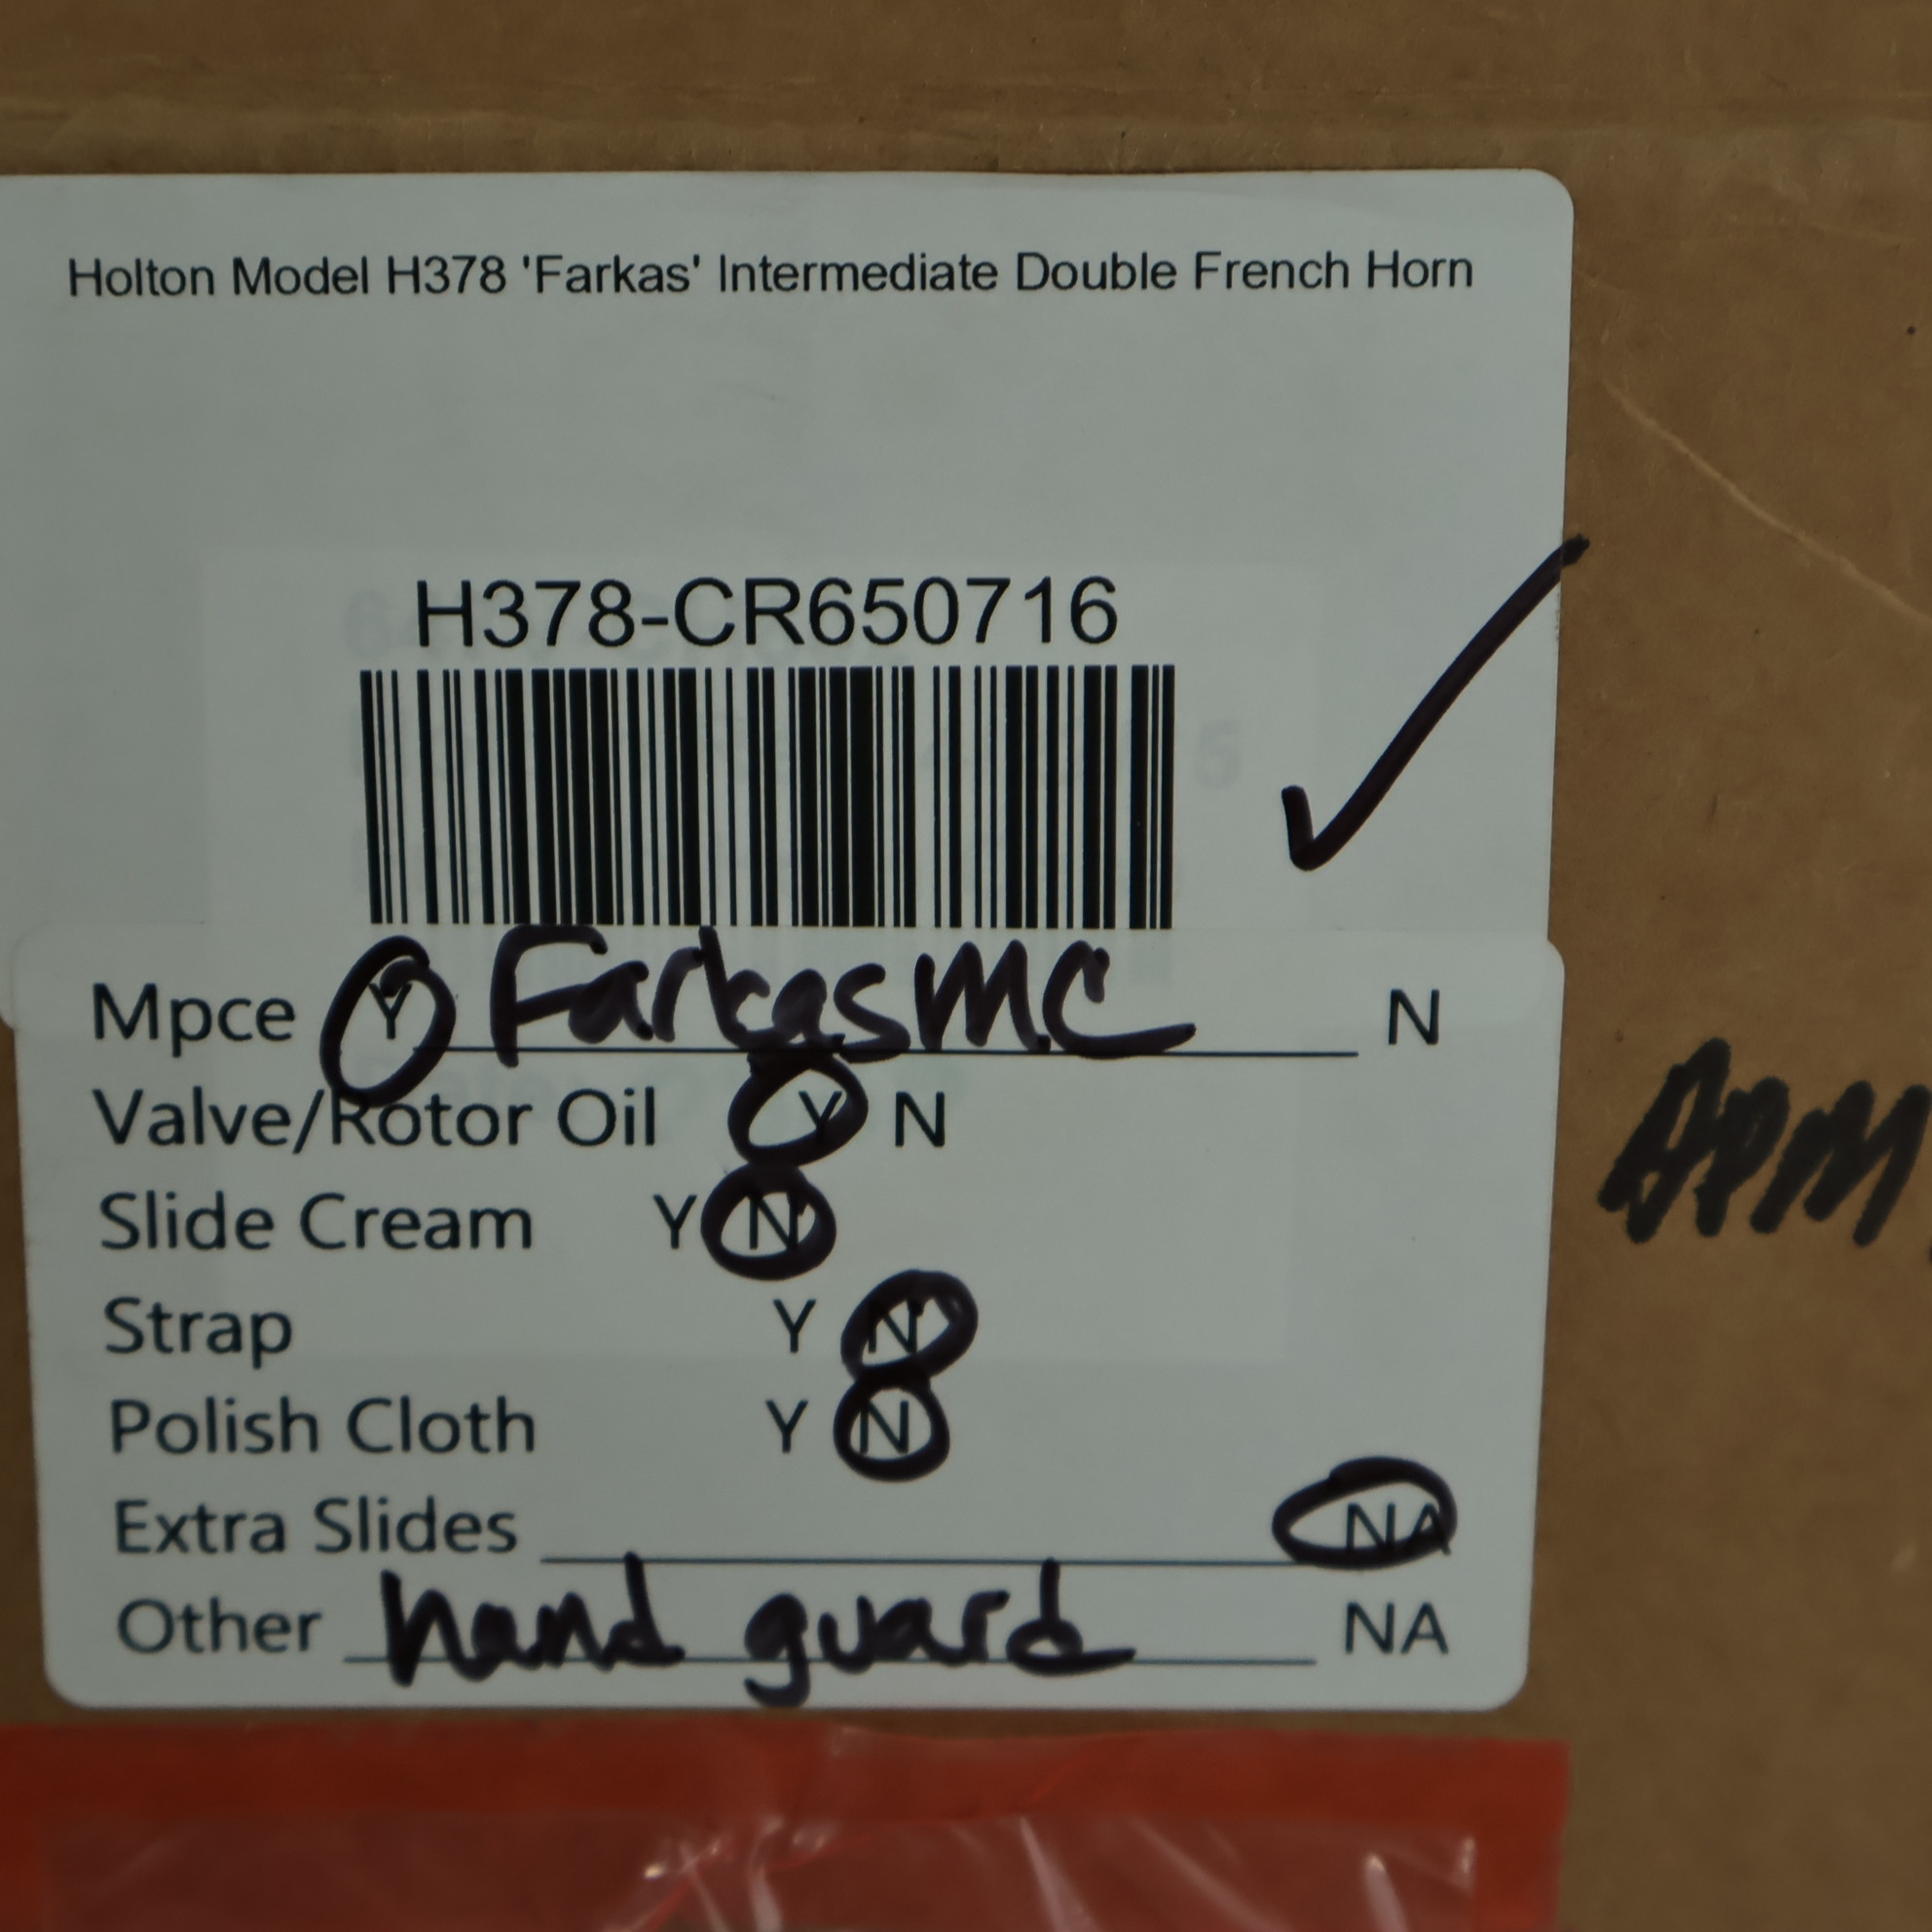 Holton Model H378 'Farkas' Intermediate Double French Horn
H378-CR650716
Mpce Y Farkas MC N
Valve/Rotor Oil Y N
Slide Cream Y N
Strap Y N
Polish Cloth Y N
Extra Slides NA
Other hand guard NA